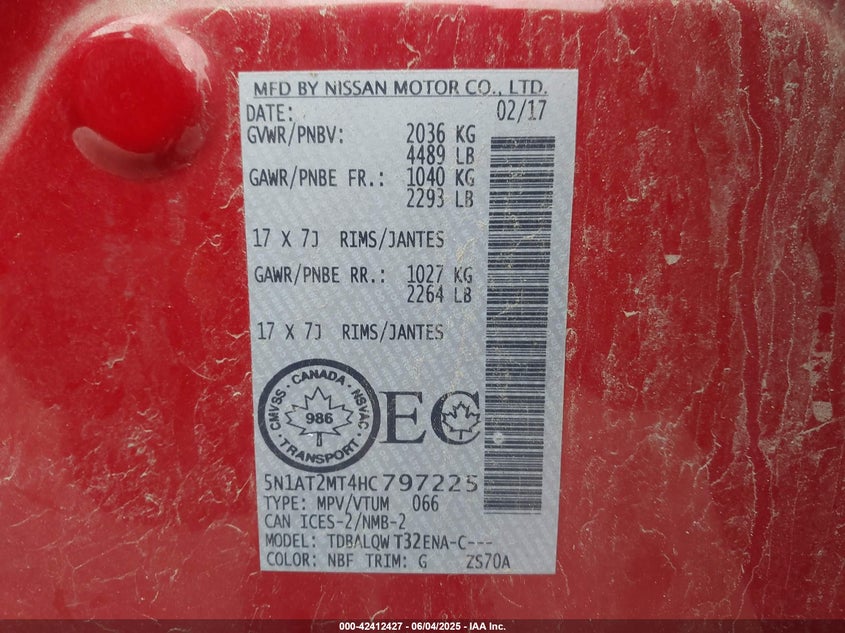 MFD BY NISSAN MOTOR CO., LTD.
DATE: 02/17
GVWR/PNBV: 2036 KG
4489 LB
GAWR/PNBE FR.: 1040 KG
2293 LB
17 X 7J RIMS/JANTES
GAWR/PNBE RR.: 1027 KG
2264 LB
17 X 7J RIMS/JANTES
CMVSS · CANADA · NSVAC · TRANSPORT ·
986
EC
5N1AT2MT4HC797225
TYPE: MPV/VTUM 066
CAN ICES-2/NMB-2
MODEL: TDBALQW T32ENA-C---
COLOR: NBF TRIM: G ZS70A
000-42412427 - 06/04/2025 - IAA Inc.